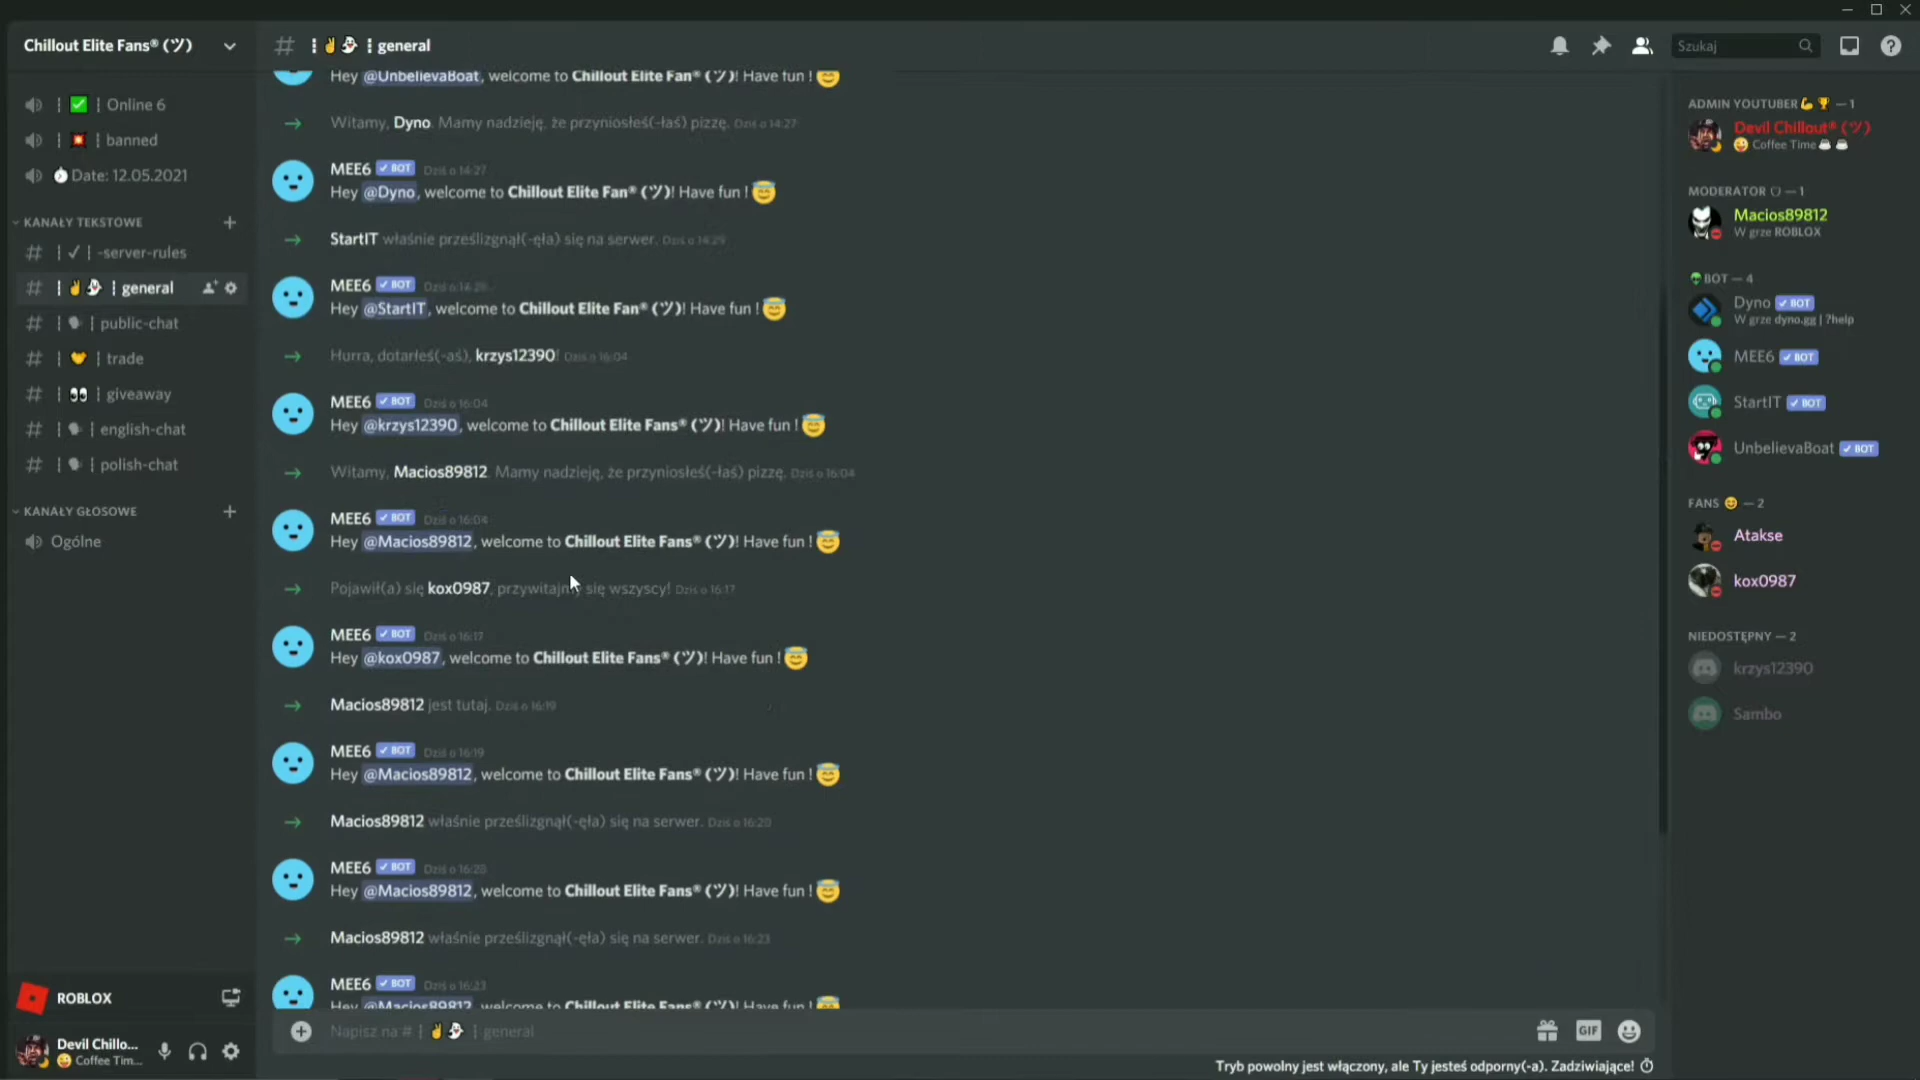 Chillout Elite Fans® (ツ)
# ┆✌👻┆general
Szukaj
┆✅┆Online 6
┆💥┆banned
⏱Date: 12.05.2021
KANAŁY TEKSTOWE
# ┆✓┆-server-rules
# ┆✌👻┆general
# ┆🗣┆public-chat
# ┆🤝┆trade
# ┆👀┆giveaway
# ┆🗣┆english-chat
# ┆🗣┆polish-chat
KANAŁY GŁOSOWE
Ogólne
ROBLOX
Devil Chillo...
😜 Coffee Tim...
Hey @UnbelievaBoat, welcome to Chillout Elite Fan® (ツ)! Have fun ! 😇
Witamy, Dyno. Mamy nadzieję, że przyniosłeś(-łaś) pizzę. Dziś o 14:27
MEE6 ✓ BOT Dziś o 14:27
Hey @Dyno, welcome to Chillout Elite Fan® (ツ)! Have fun ! 😇
StartIT właśnie prześlizgnął(-ęła) się na serwer. Dziś o 14:29
MEE6 ✓ BOT Dziś o 14:29
Hey @StartIT, welcome to Chillout Elite Fan® (ツ)! Have fun ! 😇
Hurra, dotarłeś(-aś), krzys12390! Dziś o 16:04
MEE6 ✓ BOT Dziś o 16:04
Hey @krzys12390, welcome to Chillout Elite Fans® (ツ)! Have fun ! 😇
Witamy, Macios89812. Mamy nadzieję, że przyniosłeś(-łaś) pizzę. Dziś o 16:04
MEE6 ✓ BOT Dziś o 16:04
Hey @Macios89812, welcome to Chillout Elite Fans® (ツ)! Have fun ! 😇
Pojawił(a) się kox0987, przywitajmy się wszyscy! Dziś o 16:17
MEE6 ✓ BOT Dziś o 16:17
Hey @kox0987, welcome to Chillout Elite Fans® (ツ)! Have fun ! 😇
Macios89812 jest tutaj. Dziś o 16:19
MEE6 ✓ BOT Dziś o 16:19
Hey @Macios89812, welcome to Chillout Elite Fans® (ツ)! Have fun ! 😇
Macios89812 właśnie prześlizgnął(-ęła) się na serwer. Dziś o 16:20
MEE6 ✓ BOT Dziś o 16:20
Hey @Macios89812, welcome to Chillout Elite Fans® (ツ)! Have fun ! 😇
Macios89812 właśnie prześlizgnął(-ęła) się na serwer. Dziś o 16:23
MEE6 ✓ BOT Dziś o 16:23
Hey @Macios89812, welcome to Chillout Elite Fans® (ツ)! Have fun ! 😇
Napisz na # ┆✌👻┆general
GIF
Tryb powolny jest włączony, ale Ty jesteś odporny(-a). Zadziwiające!
ADMIN YOUTUBER💪🏆 — 1
Devil Chillout® (ツ)
😜 Coffee Time☕☕
MODERATOR — 1
Macios89812
W grze ROBLOX
👽BOT — 4
Dyno ✓ BOT
W grze dyno.gg | ?help
MEE6 ✓ BOT
StartIT ✓ BOT
UnbelievaBoat ✓ BOT
FANS 😊 — 2
Atakse
kox0987
NIEDOSTĘPNY — 2
krzys12390
Sambo